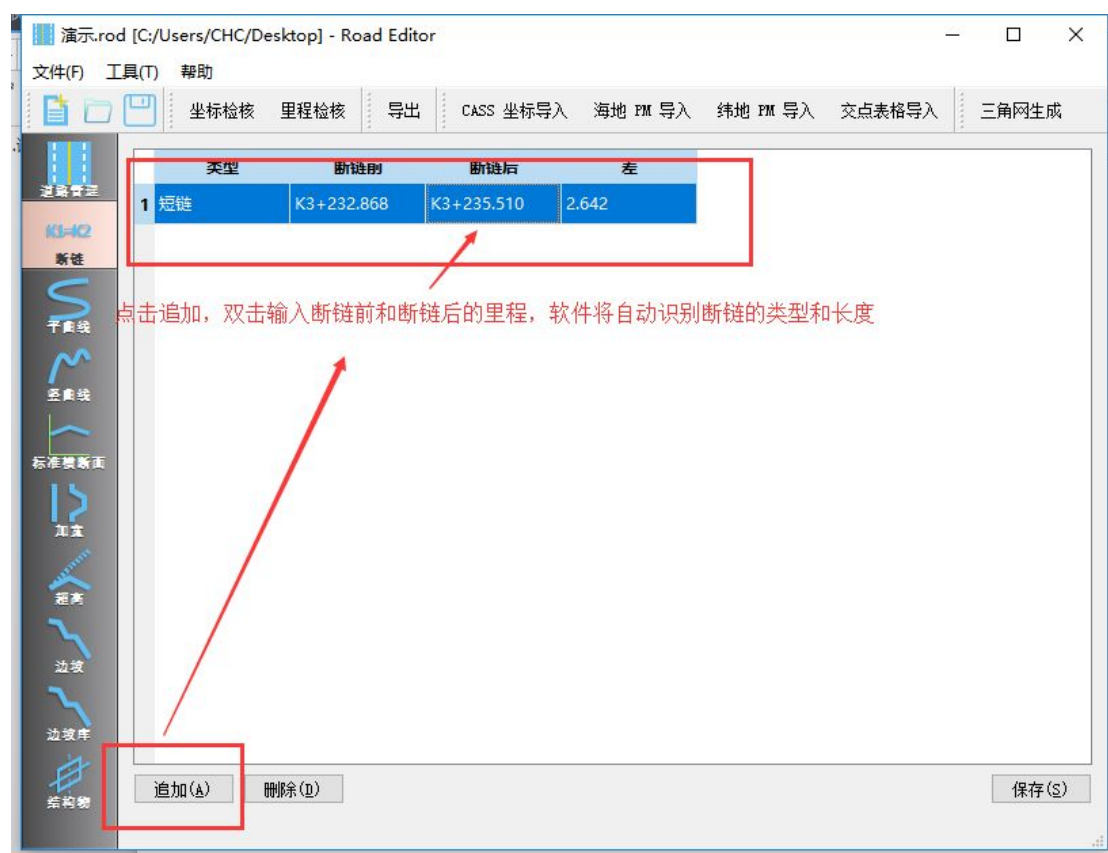 演示.rod [C:/Users/CHC/Desktop] - Road Editor
文件(F) 工具(T) 帮助
坐标检核 里程检核 导出 CASS 坐标导入 海地 PM 导入 纬地 PM 导入 交点表格导入 三角网生成
道路管理
类型 断链前 断链后 差
1 短链 K3+232.868 K3+235.510 2.642
K1=K2
断链
点击追加，双击输入断链前和断链后的里程，软件将自动识别断链的类型和长度
平曲线
竖曲线
标准横断面
加宽
超高
边坡
边坡库
结构物
追加(A) 删除(D) 保存(S)